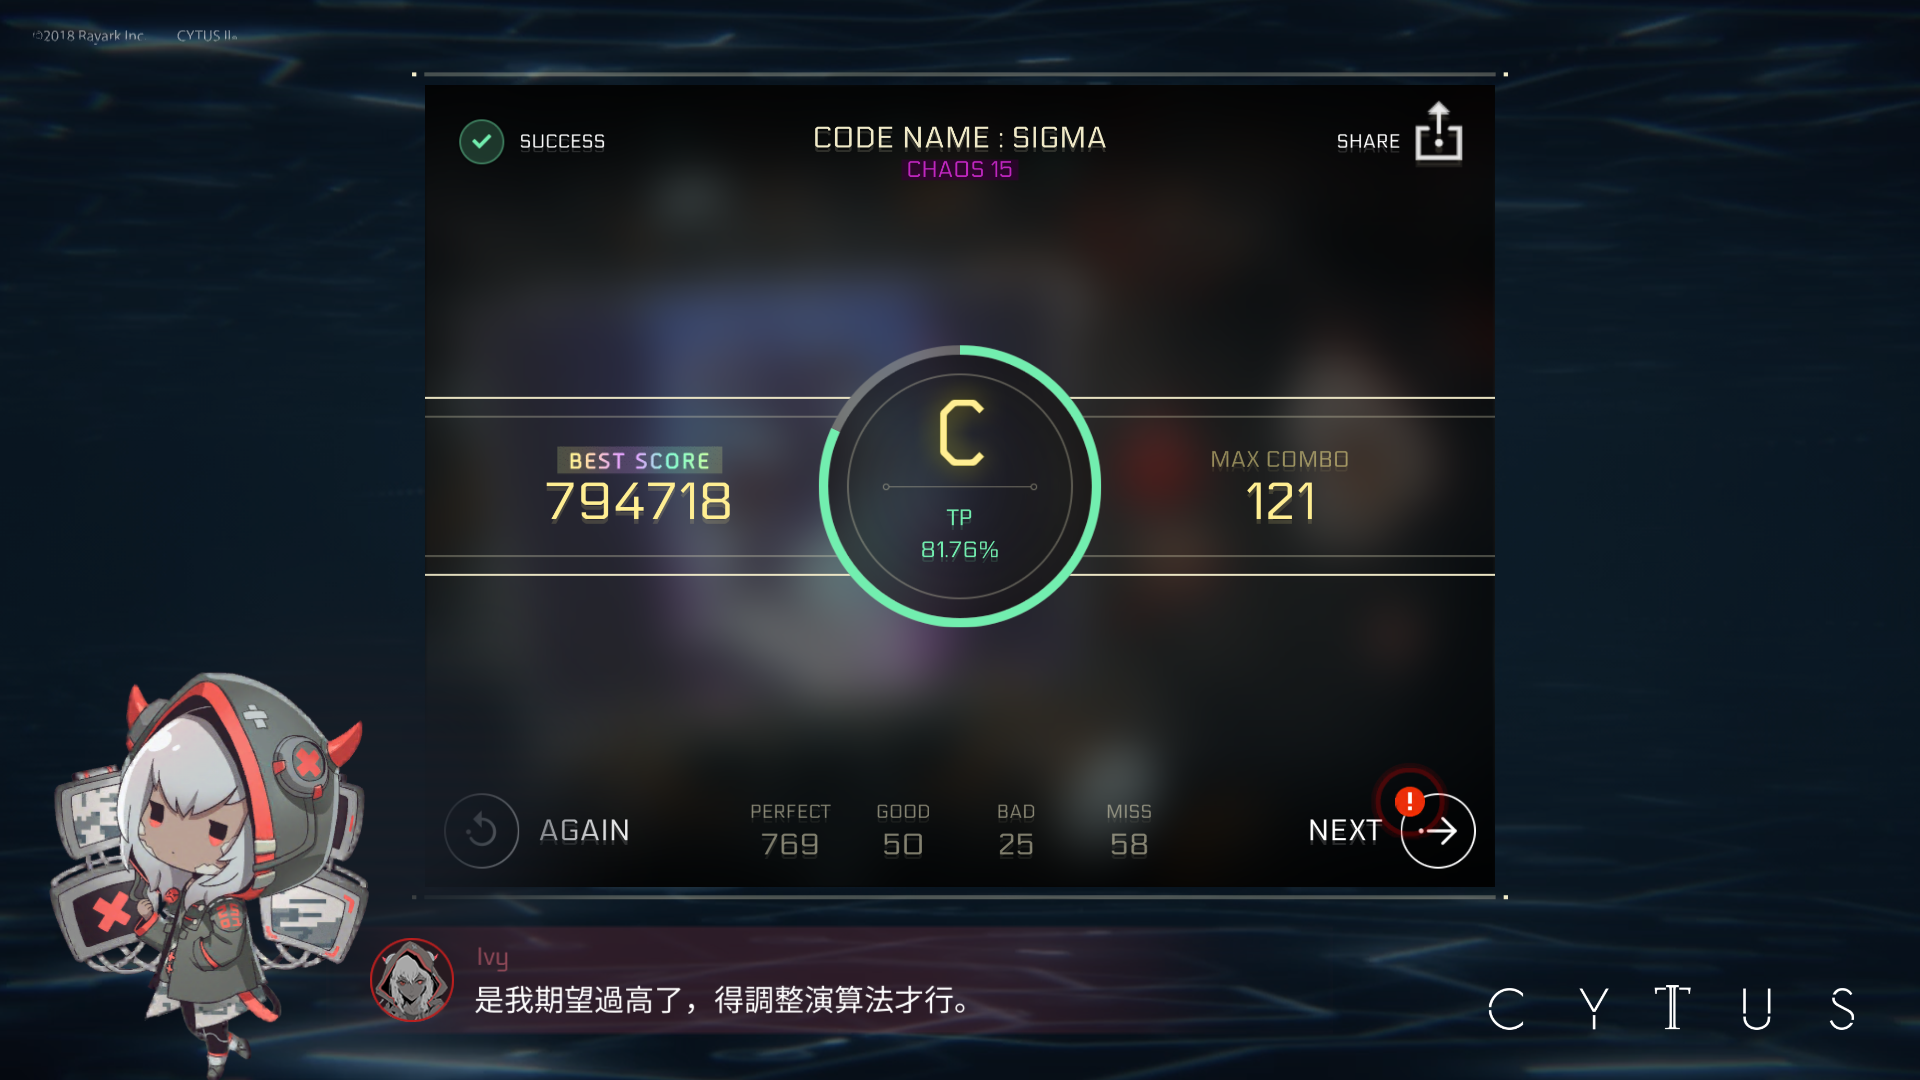 ©2018 Rayark Inc. CYTUS II
SUCCESS
CODE NAME : SIGMA
CHAOS 15
SHARE
C
TP
81.76%
BEST SCORE
794718
MAX COMBO
121
AGAIN
PERFECT GOOD BAD MISS
769 50 25 58
NEXT
!
Ivy
是我期望過高了，得調整演算法才行。
CYTUS